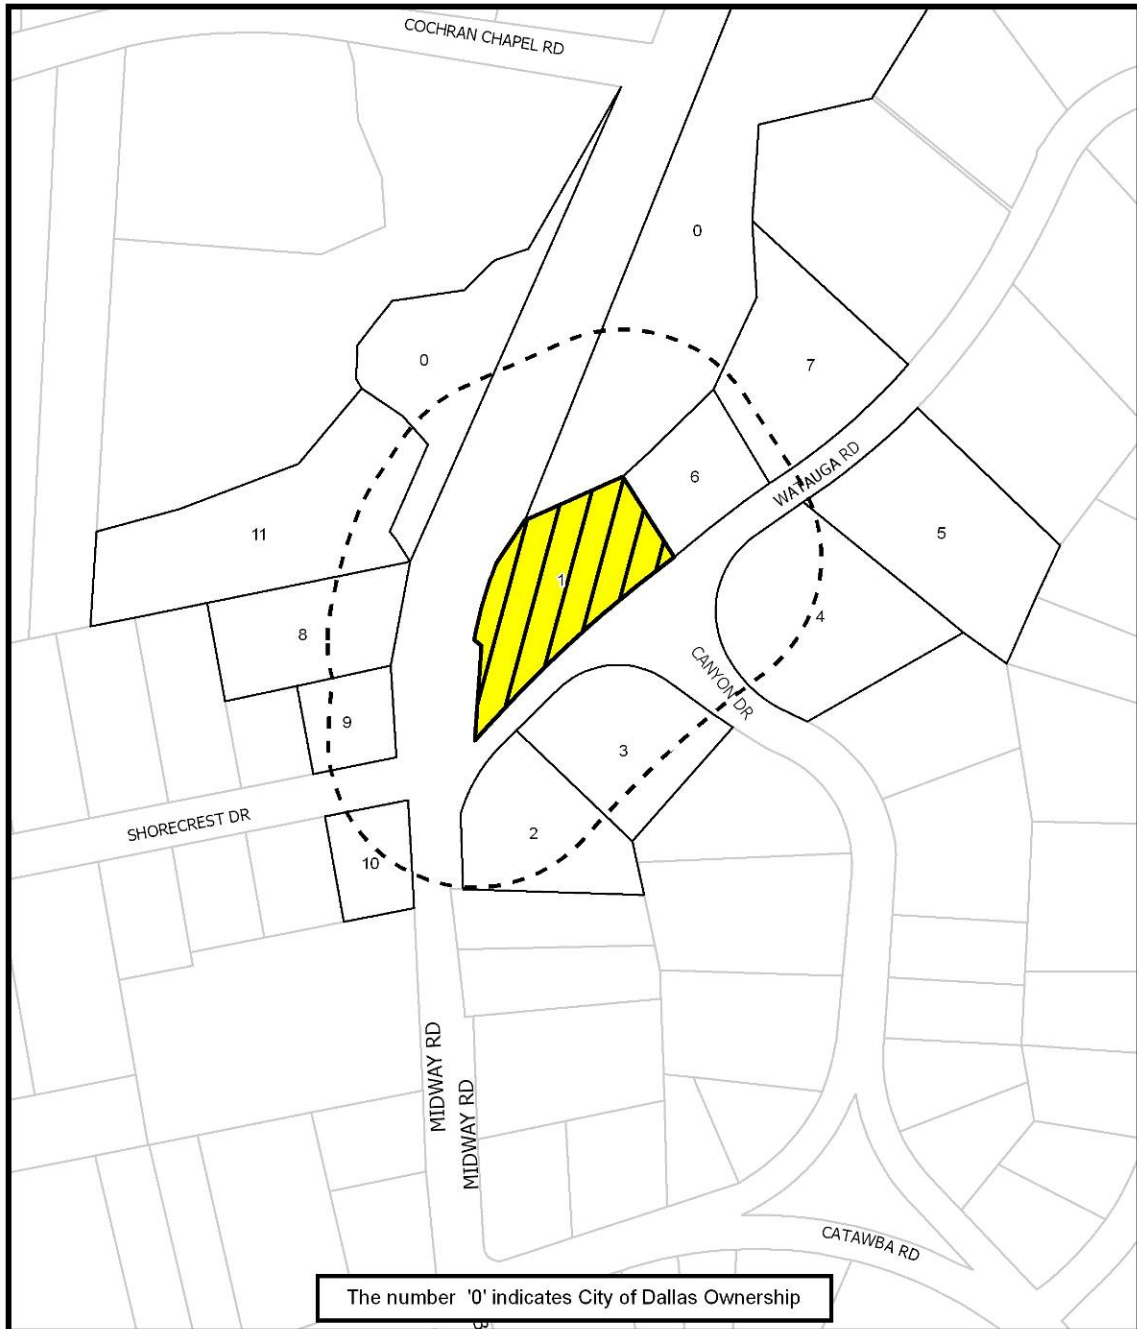 COCHRAN CHAPEL RD
0
0
7
WATAUGA RD
6
11
5
1
4
8
CANYON DR
9
3
SHORECREST DR
2
10
MIDWAY RD
MIDWAY RD
CATAWBA RD
The number '0' indicates City of Dallas Ownership